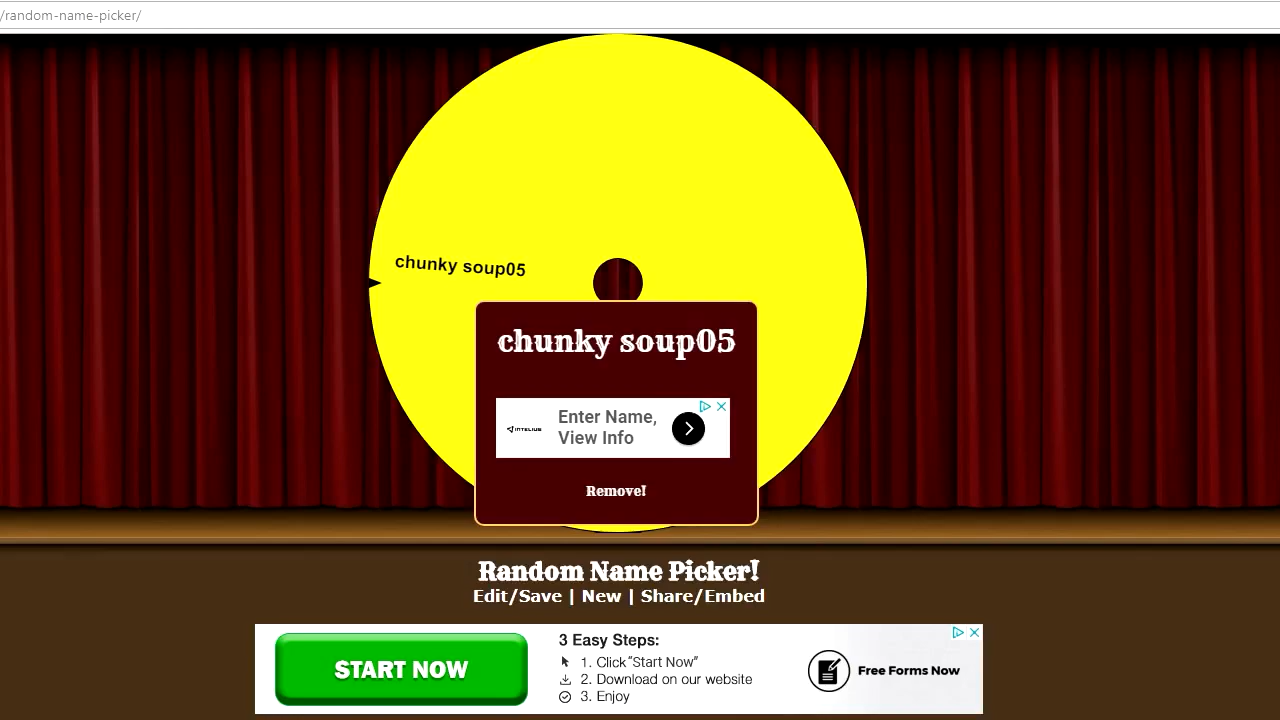 /random-name-picker/
chunky soup05
chunky soup05
INTELIUS
Enter Name,
View Info
Remove!
Random Name Picker!
Edit/Save | New | Share/Embed
START NOW
3 Easy Steps:
1. Click “Start Now”
2. Download on our website
3. Enjoy
Free Forms Now